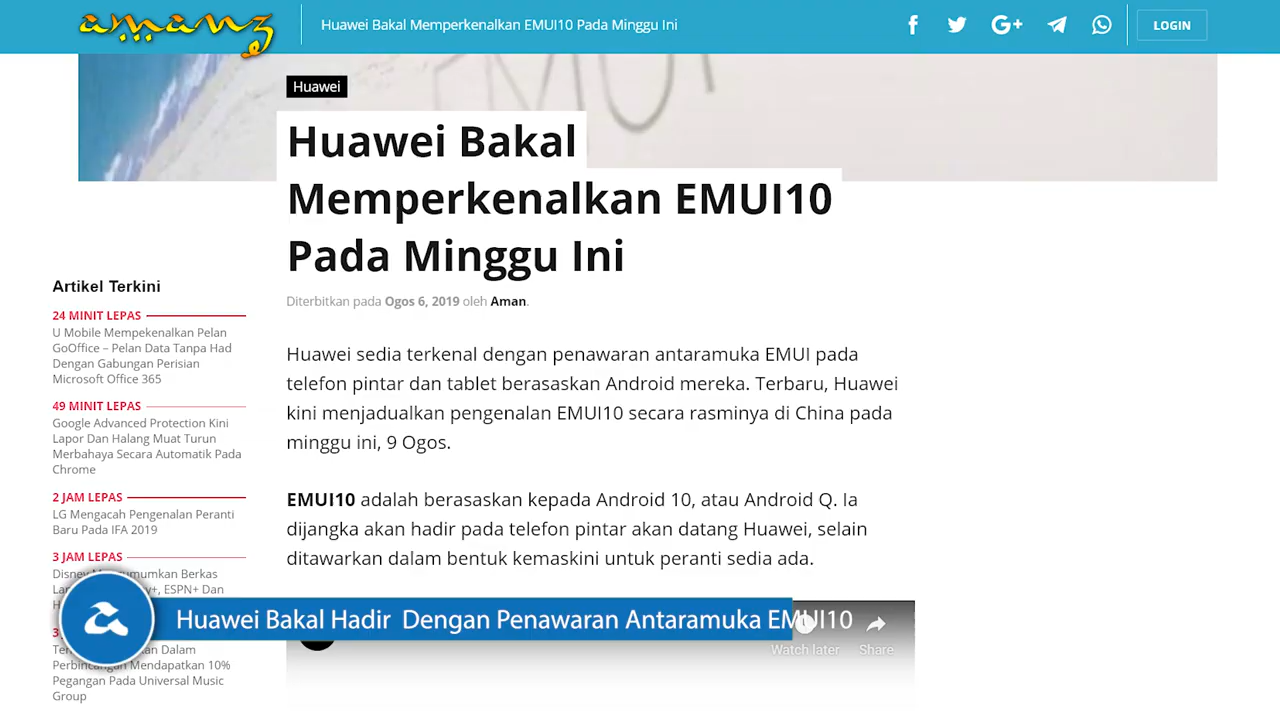 amanz
Huawei Bakal Memperkenalkan EMUI10 Pada Minggu Ini
LOGIN
EMUI
Huawei
Huawei Bakal
Memperkenalkan EMUI10
Pada Minggu Ini
Diterbitkan pada Ogos 6, 2019 oleh Aman.
Huawei sedia terkenal dengan penawaran antaramuka EMUI pada
telefon pintar dan tablet berasaskan Android mereka. Terbaru, Huawei
kini menjadualkan pengenalan EMUI10 secara rasminya di China pada
minggu ini, 9 Ogos.
EMUI10 adalah berasaskan kepada Android 10, atau Android Q. Ia
dijangka akan hadir pada telefon pintar akan datang Huawei, selain
ditawarkan dalam bentuk kemaskini untuk peranti sedia ada.
Artikel Terkini
24 MINIT LEPAS
U Mobile Mempekenalkan Pelan
GoOffice – Pelan Data Tanpa Had
Dengan Gabungan Perisian
Microsoft Office 365
49 MINIT LEPAS
Google Advanced Protection Kini
Lapor Dan Halang Muat Turun
Merbahaya Secara Automatik Pada
Chrome
2 JAM LEPAS
LG Mengacah Pengenalan Peranti
Baru Pada IFA 2019
3 JAM LEPAS
Disney Berkas
ESPN+ Dan
3
Dalam
Perbincangan Mendapatkan 10%
Pegangan Pada Universal Music
Group
Huawei Bakal Hadir Dengan Penawaran Antaramuka EMUI10
Watch later
Share